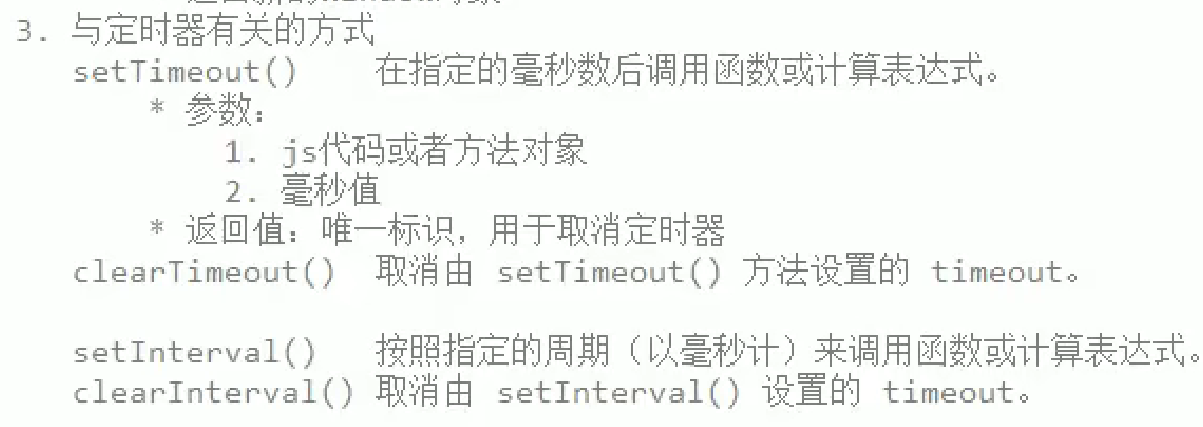 3. 与定时器有关的方式
setTimeout() 在指定的毫秒数后调用函数或计算表达式。
* 参数：
1. js代码或者方法对象
2. 毫秒值
* 返回值：唯一标识，用于取消定时器
clearTimeout() 取消由 setTimeout() 方法设置的 timeout。
setInterval() 按照指定的周期（以毫秒计）来调用函数或计算表达式。
clearInterval() 取消由 setInterval() 设置的 timeout。